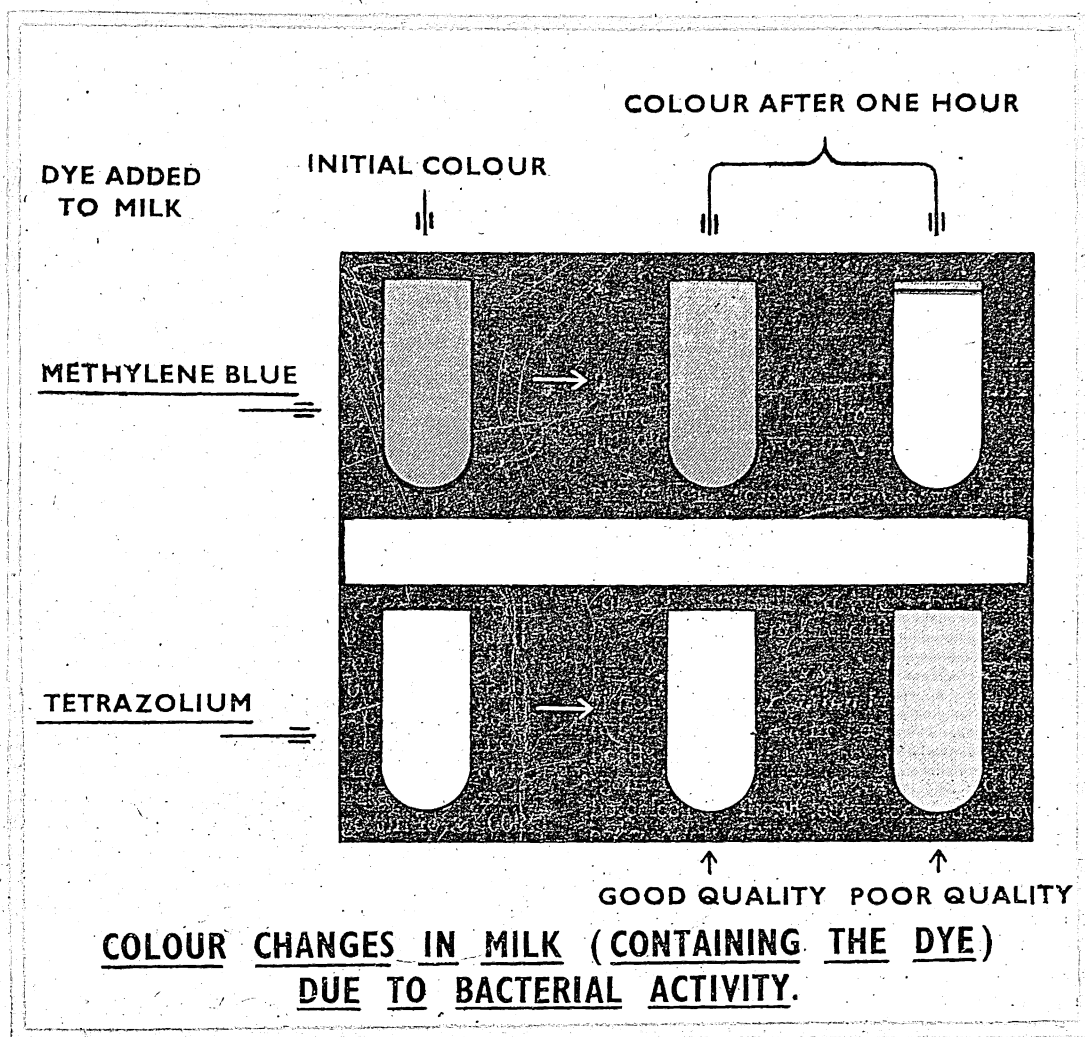 COLOUR AFTER ONE HOUR
INITIAL COLOUR
DYE ADDED
TO MILK
METHYLENE BLUE
TETRAZOLIUM
GOOD QUALITY POOR QUALITY
COLOUR CHANGES IN MILK (CONTAINING THE DYE)
DUE TO BACTERIAL ACTIVITY.